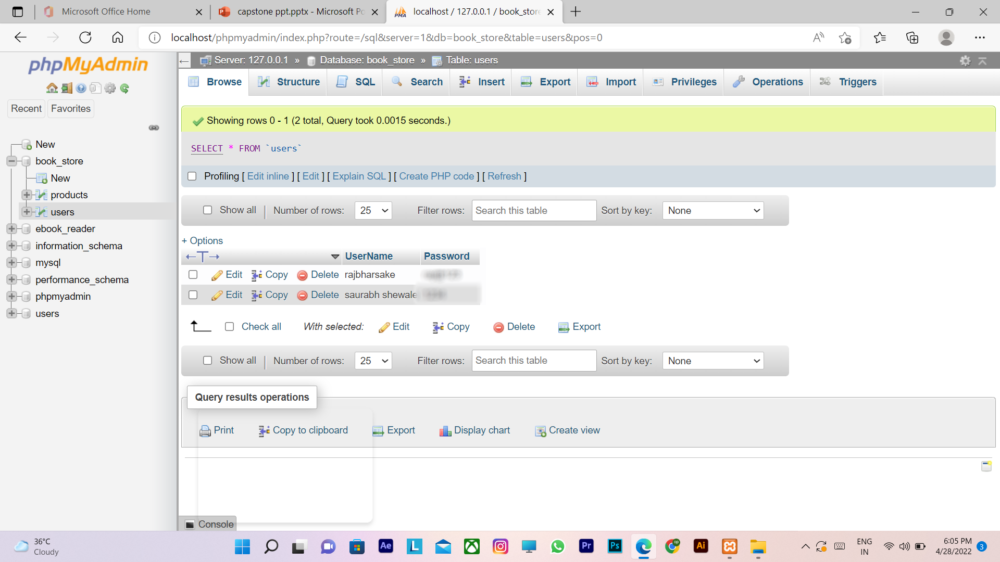 Microsoft Office Home
capstone ppt.pptx - Microsoft Po
localhost / 127.0.0.1 / book_store
localhost/phpmyadmin/index.php?route=/sql&server=1&db=book_store&table=users&pos=0
phpMyAdmin
Recent Favorites
New
book_store
New
products
users
ebook_reader
information_schema
mysql
performance_schema
phpmyadmin
users
Server: 127.0.0.1 » Database: book_store » Table: users
Browse Structure SQL Search Insert Export Import Privileges Operations Triggers
Showing rows 0 - 1 (2 total, Query took 0.0015 seconds.)
SELECT * FROM `users`
Profiling [ Edit inline ] [ Edit ] [ Explain SQL ] [ Create PHP code ] [ Refresh ]
Show all Number of rows: 25 Filter rows: Search this table Sort by key: None
+ Options
←T→ UserName Password
Edit Copy Delete rajbharsake
Edit Copy Delete saurabh shewale
Check all With selected: Edit Copy Delete Export
Show all Number of rows: 25 Filter rows: Search this table Sort by key: None
Query results operations
Print Copy to clipboard Export Display chart Create view
Console
36°C
Cloudy
Ae
L
Pr
Ps
OP
Ai
ENG
IN
6:05 PM
4/28/2022
3